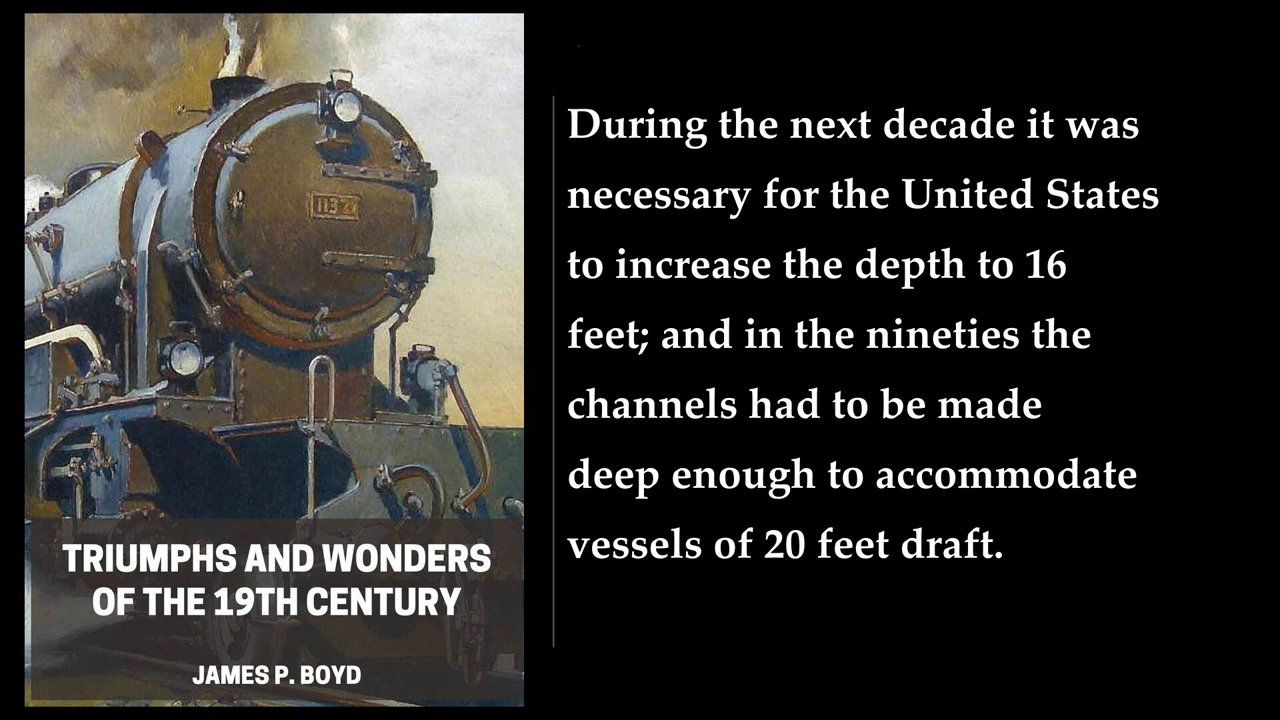 TRIUMPHS AND WONDERS
OF THE 19TH CENTURY
JAMES P. BOYD
During the next decade it was
necessary for the United States
to increase the depth to 16
feet; and in the nineties the
channels had to be made
deep enough to accommodate
vessels of 20 feet draft.